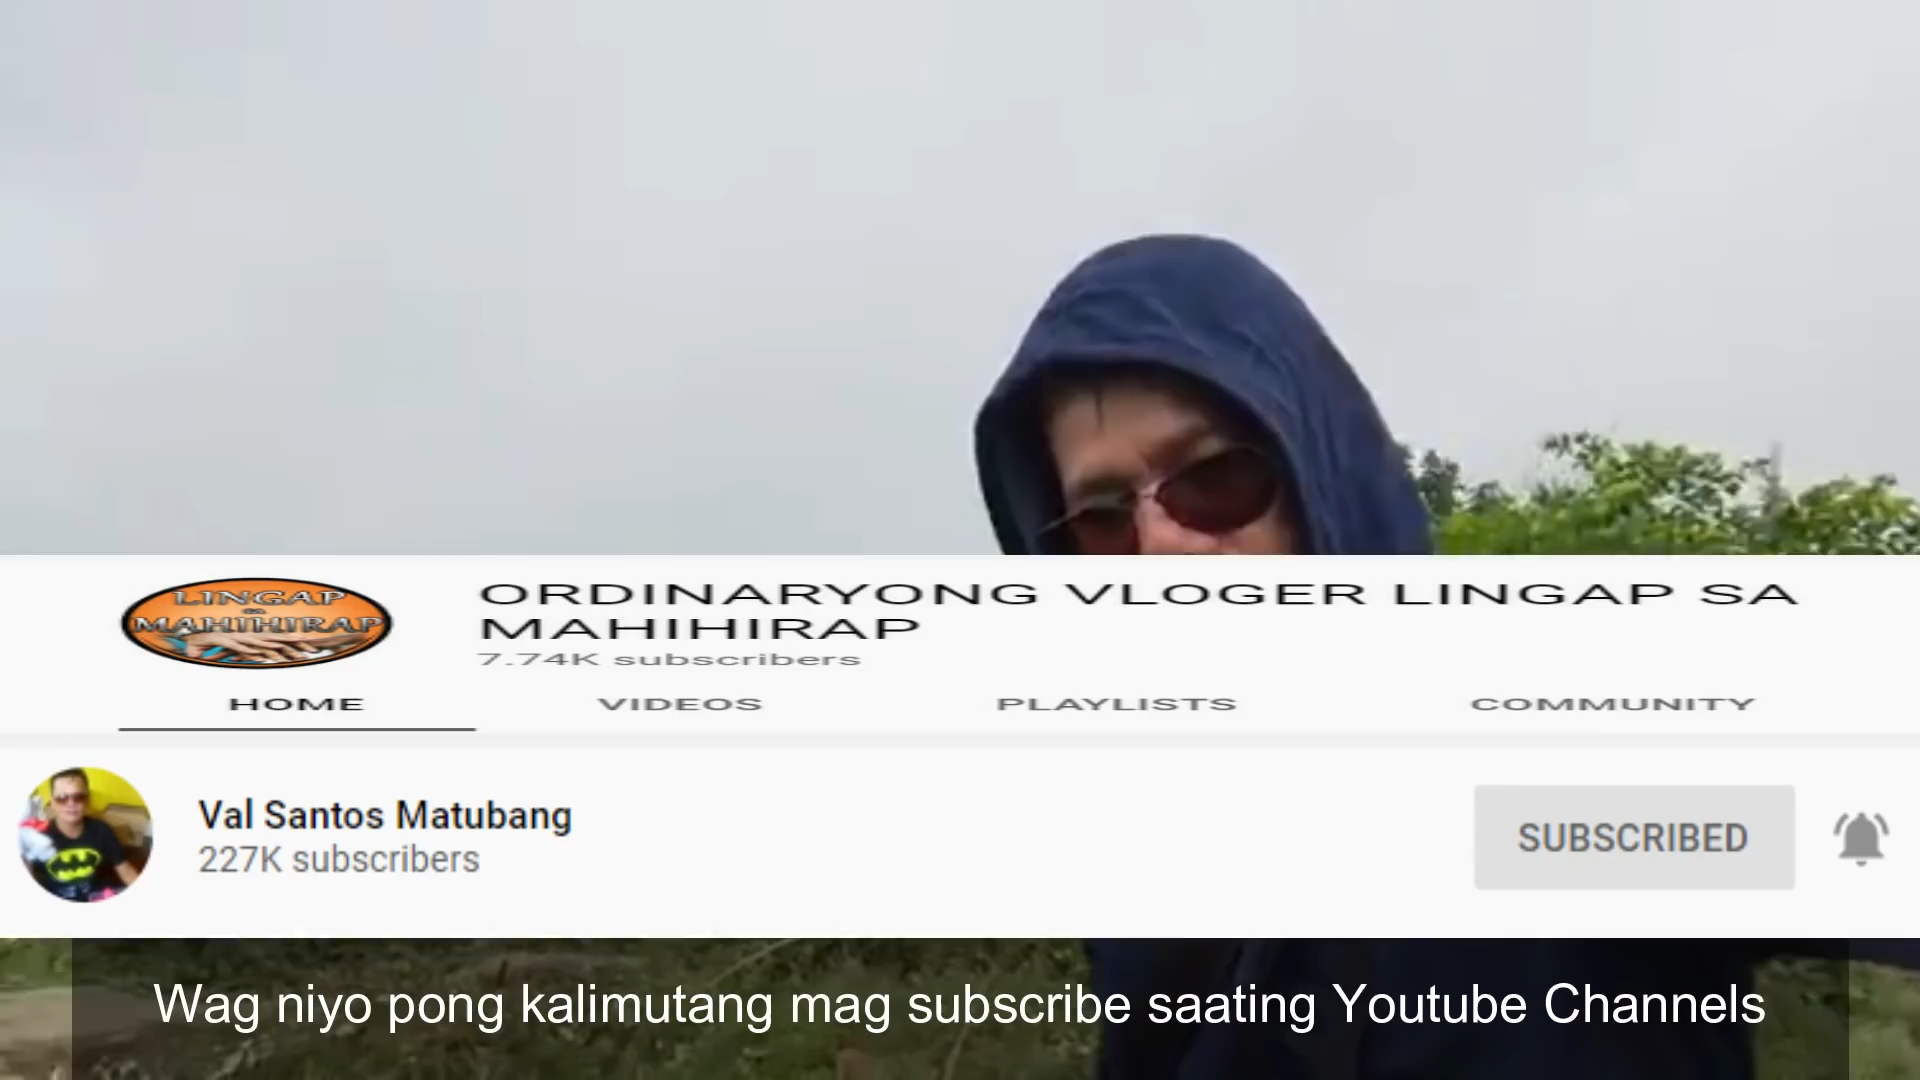 LINGAP
sa
MAHIHIRAP
ORDINARYONG VLOGER LINGAP SA
MAHIHIRAP
7.74K subscribers
HOME VIDEOS PLAYLISTS COMMUNITY
Val Santos Matubang
227K subscribers
SUBSCRIBED
Wag niyo pong kalimutang mag subscribe saating Youtube Channels